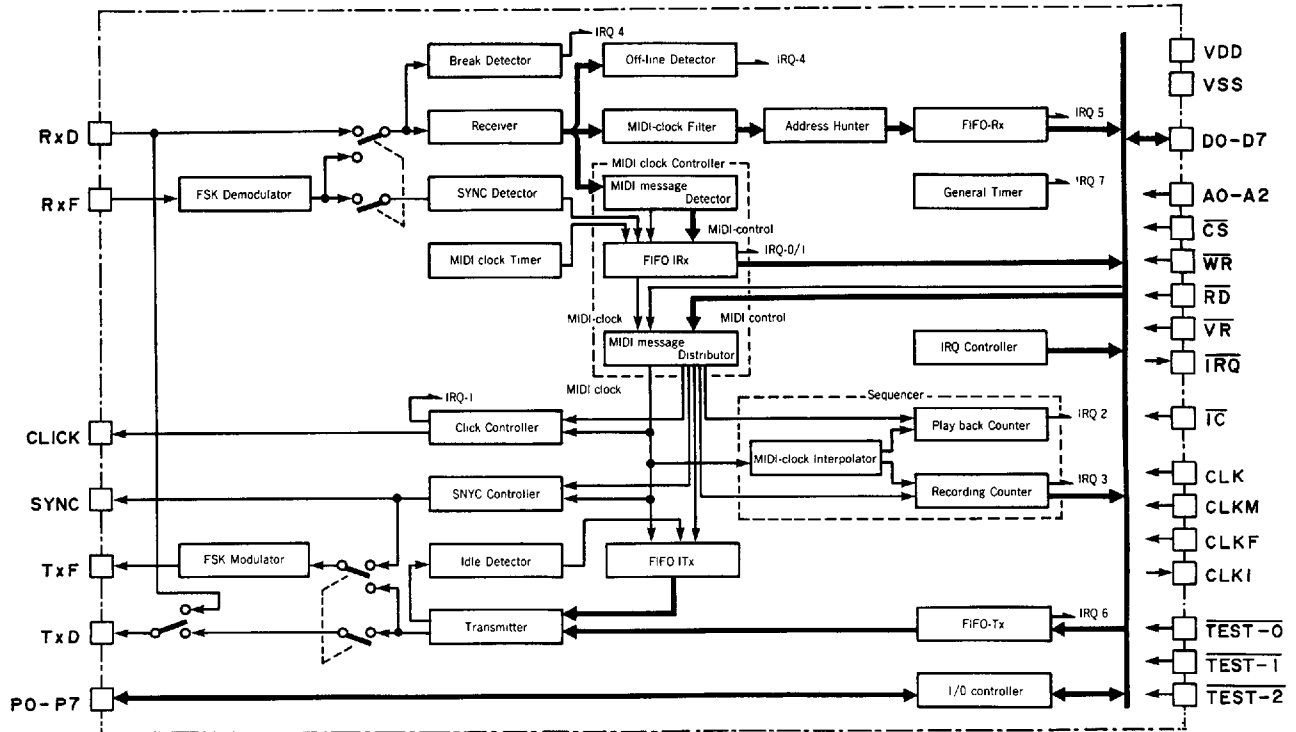 IRQ 4
Break Detector
Off-line Detector
IRQ-4
VDD
VSS
RxD
Receiver
MIDI-clock Filter
Address Hunter
FIFO-Rx
IRQ 5
DO-D7
MIDI clock Controller
RxF
FSK Demodulator
SYNC Detector
MIDI message
Detector
General Timer
IRQ 7
AO-A2
CS
MIDI-control
MIDI clock Timer
FIFO IRx
IRQ-0/1
WR
RD
MIDI-clock
MIDI control
VR
MIDI message
Distributor
IRQ Controller
IRQ
MIDI clock
IRQ-1
Sequencer
CLICK
Click Controller
Play back Counter
IRQ 2
IC
MIDI-clock Interpolator
CLK
SYNC
SNYC Controller
Recording Counter
IRQ 3
CLKM
CLKF
TxF
FSK Modulator
Idle Detector
FIFO ITx
CLKI
TxD
Transmitter
FIFO-Tx
IRQ 6
TEST-0
TEST-1
PO-P7
I/O controller
TEST-2